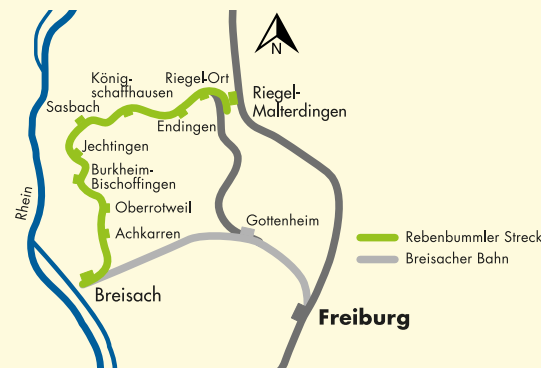 N
König-
schaffhausen
Riegel-Ort
Riegel-
Malterdingen
Sasbach
Endingen
Jechtingen
Burkheim-
Bischoffingen
Rhein
Oberrotweil
Gottenheim
Achkarren
Rebenbummler Streck
Breisacher Bahn
Breisach
Freiburg